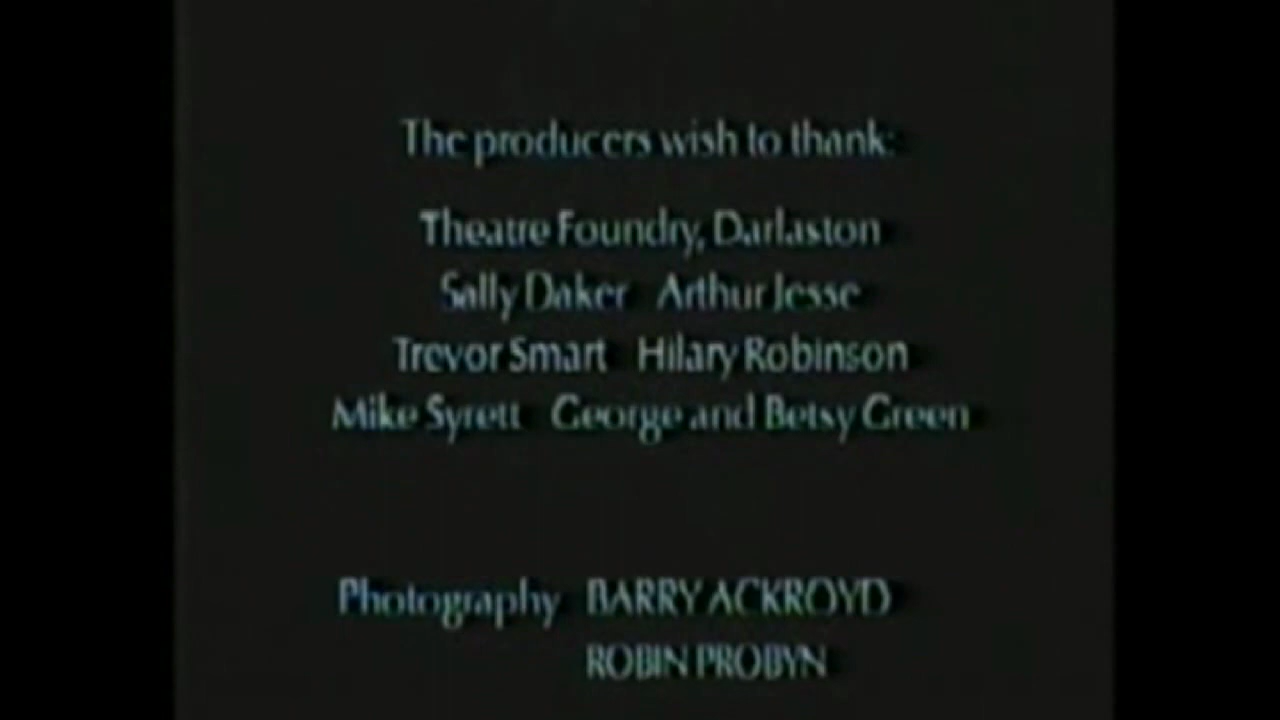 The producers wish to thank:
Theatre Foundry, Darlaston
Sally Daker Arthur Jesse
Trevor Smart Hilary Robinson
Mike Syrett George and Betsy Green
Photography BARRY ACKROYD
ROBIN PROBYN